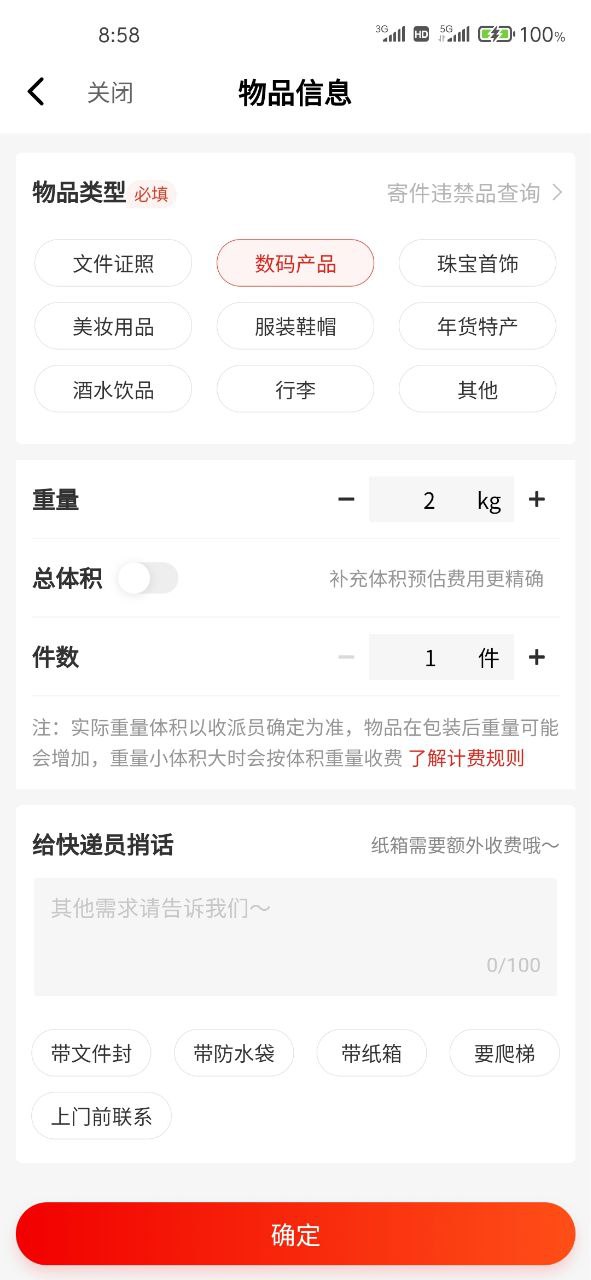 8:58 3G HD 5G 100%
关闭 物品信息
物品类型 必填 寄件违禁品查询
文件证照 数码产品 珠宝首饰
美妆用品 服装鞋帽 年货特产
酒水饮品 行李 其他
重量 2 kg
总体积 补充体积预估费用更精确
件数 1 件
注：实际重量体积以收派员确定为准，物品在包装后重量可能
会增加，重量小体积大时会按体积重量收费 了解计费规则
给快递员捎话 纸箱需要额外收费哦～
其他需求请告诉我们～
0/100
带文件封 带防水袋 带纸箱 要爬梯
上门前联系
确定